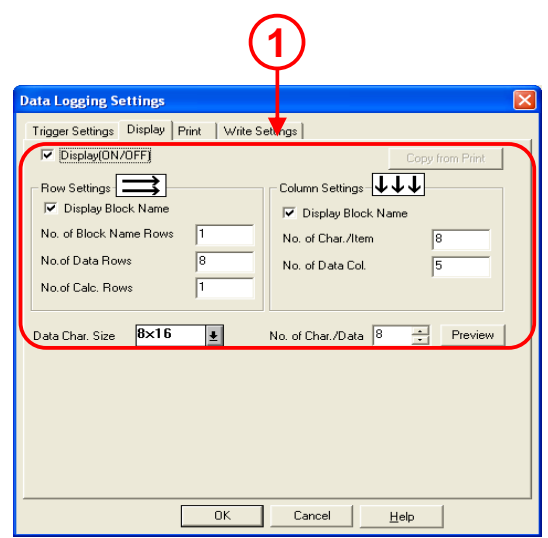 1
Data Logging Settings
Trigger Settings Display Print Write Settings
Display(ON/OFF) Copy from Print
Row Settings Column Settings
Display Block Name Display Block Name
No. of Block Name Rows 1 No. of Char./Item 8
No.of Data Rows 8 No. of Data Col. 5
No.of Calc. Rows 1
Data Char. Size 8×16 No. of Char./Data 8 Preview
OK Cancel Help